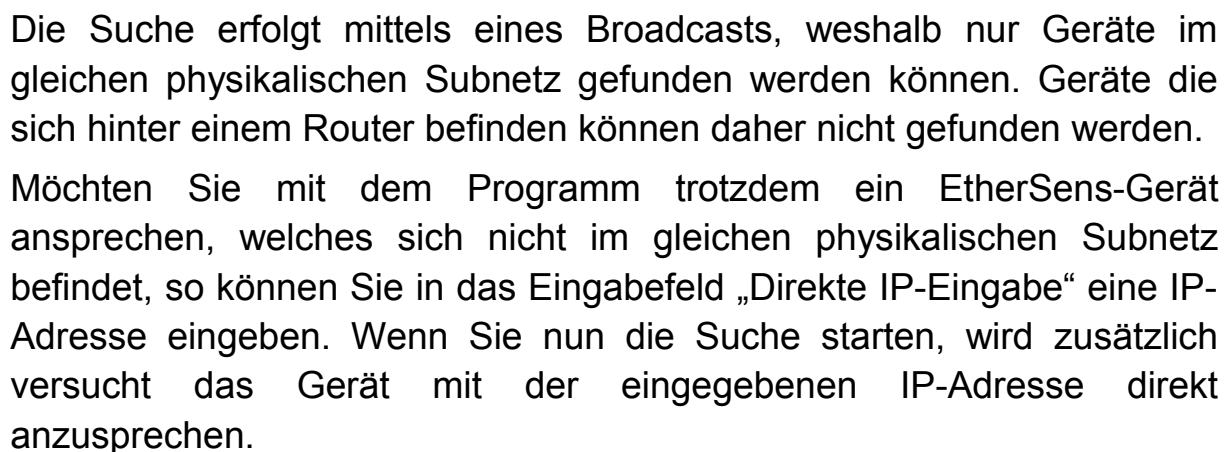 Die Suche erfolgt mittels eines Broadcasts, weshalb nur Geräte im
gleichen physikalischen Subnetz gefunden werden können. Geräte die
sich hinter einem Router befinden können daher nicht gefunden werden.
Möchten Sie mit dem Programm trotzdem ein EtherSens-Gerät
ansprechen, welches sich nicht im gleichen physikalischen Subnetz
befindet, so können Sie in das Eingabefeld „Direkte IP-Eingabe“ eine IP-
Adresse eingeben. Wenn Sie nun die Suche starten, wird zusätzlich
versucht das Gerät mit der eingegebenen IP-Adresse direkt
anzusprechen.